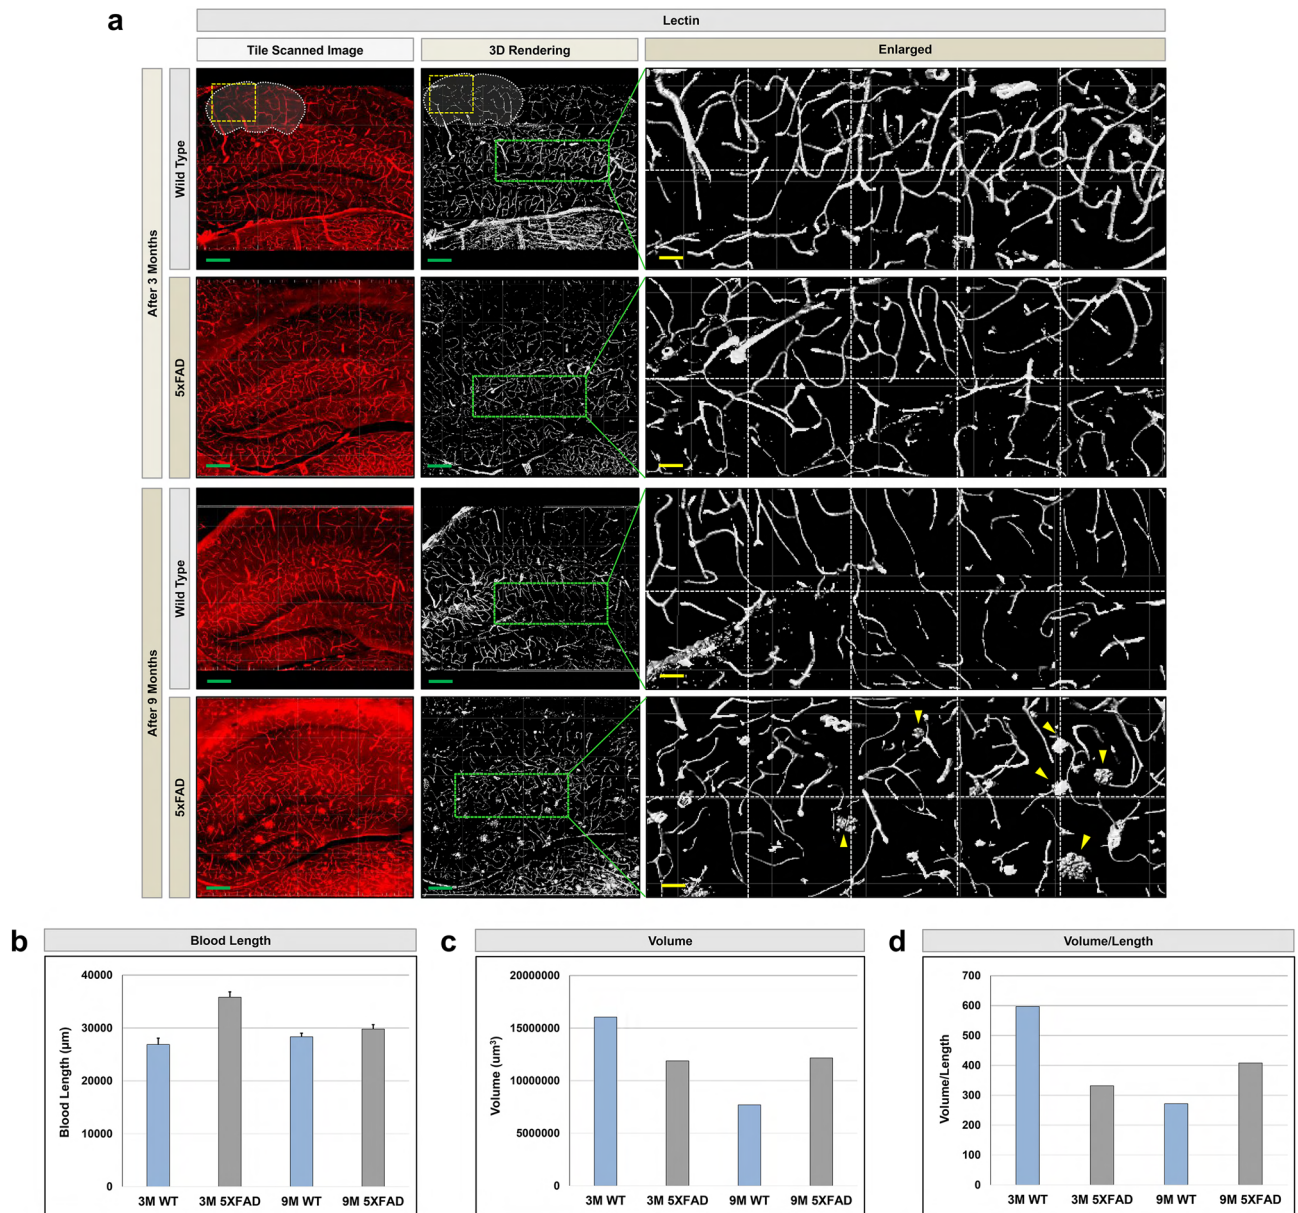 a
Lectin
Tile Scanned Image
3D Rendering
Enlarged
After 3 Months
Wild Type
5xFAD
After 9 Months
Wild Type
5xFAD
b
Blood Length
Blood Length (μm)
40000
30000
20000
10000
0
3M WT
3M 5XFAD
9M WT
9M 5XFAD
c
Volume
Volume (um³)
20000000
15000000
10000000
5000000
0
3M WT
3M 5XFAD
9M WT
9M 5XFAD
d
Volume/Length
Volume/Length
700
600
500
400
300
200
100
0
3M WT
3M 5XFAD
9M WT
9M 5XFAD